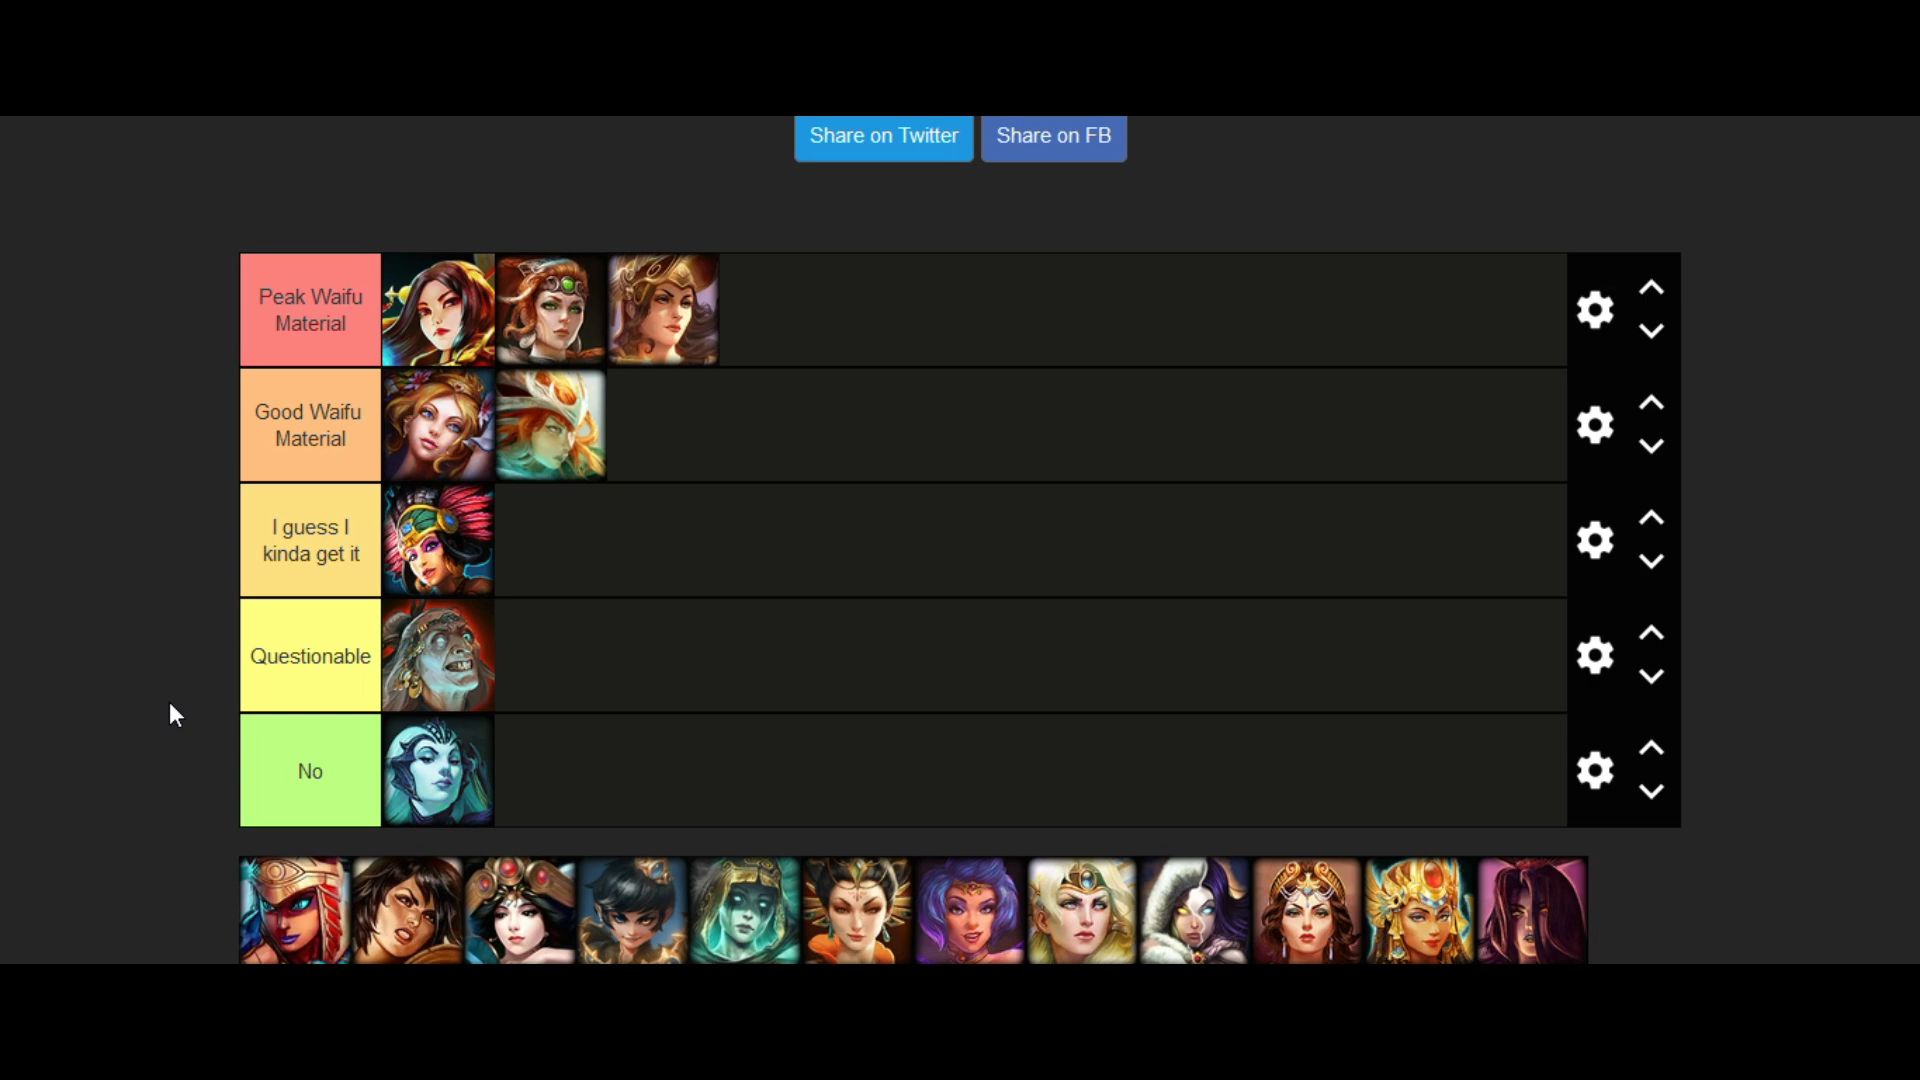 Share on Twitter
Share on FB
Peak Waifu
Material
Good Waifu
Material
I guess I
kinda get it
Questionable
No